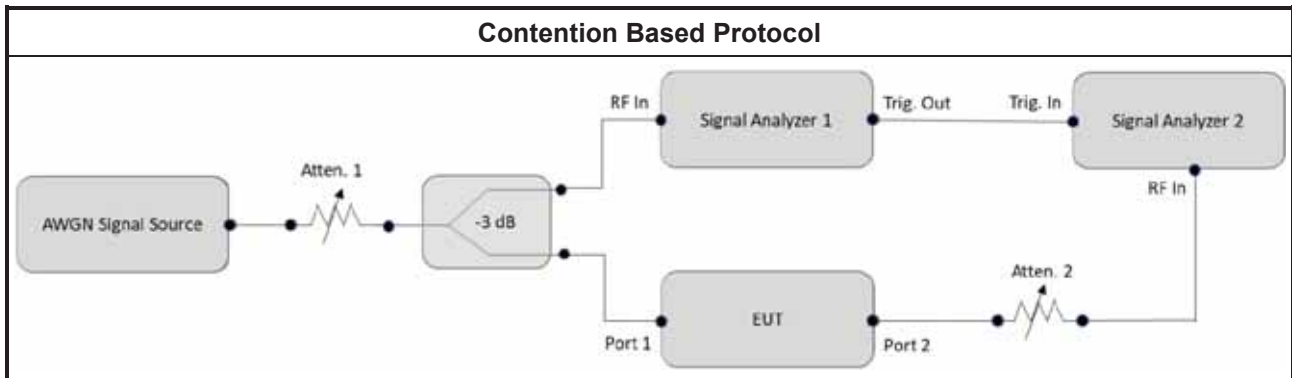 Contention Based Protocol
RF In
Signal Analyzer 1
Trig. Out
Trig. In
Signal Analyzer 2
Atten. 1
RF In
AWGN Signal Source
-3 dB
Atten. 2
EUT
Port 1
Port 2